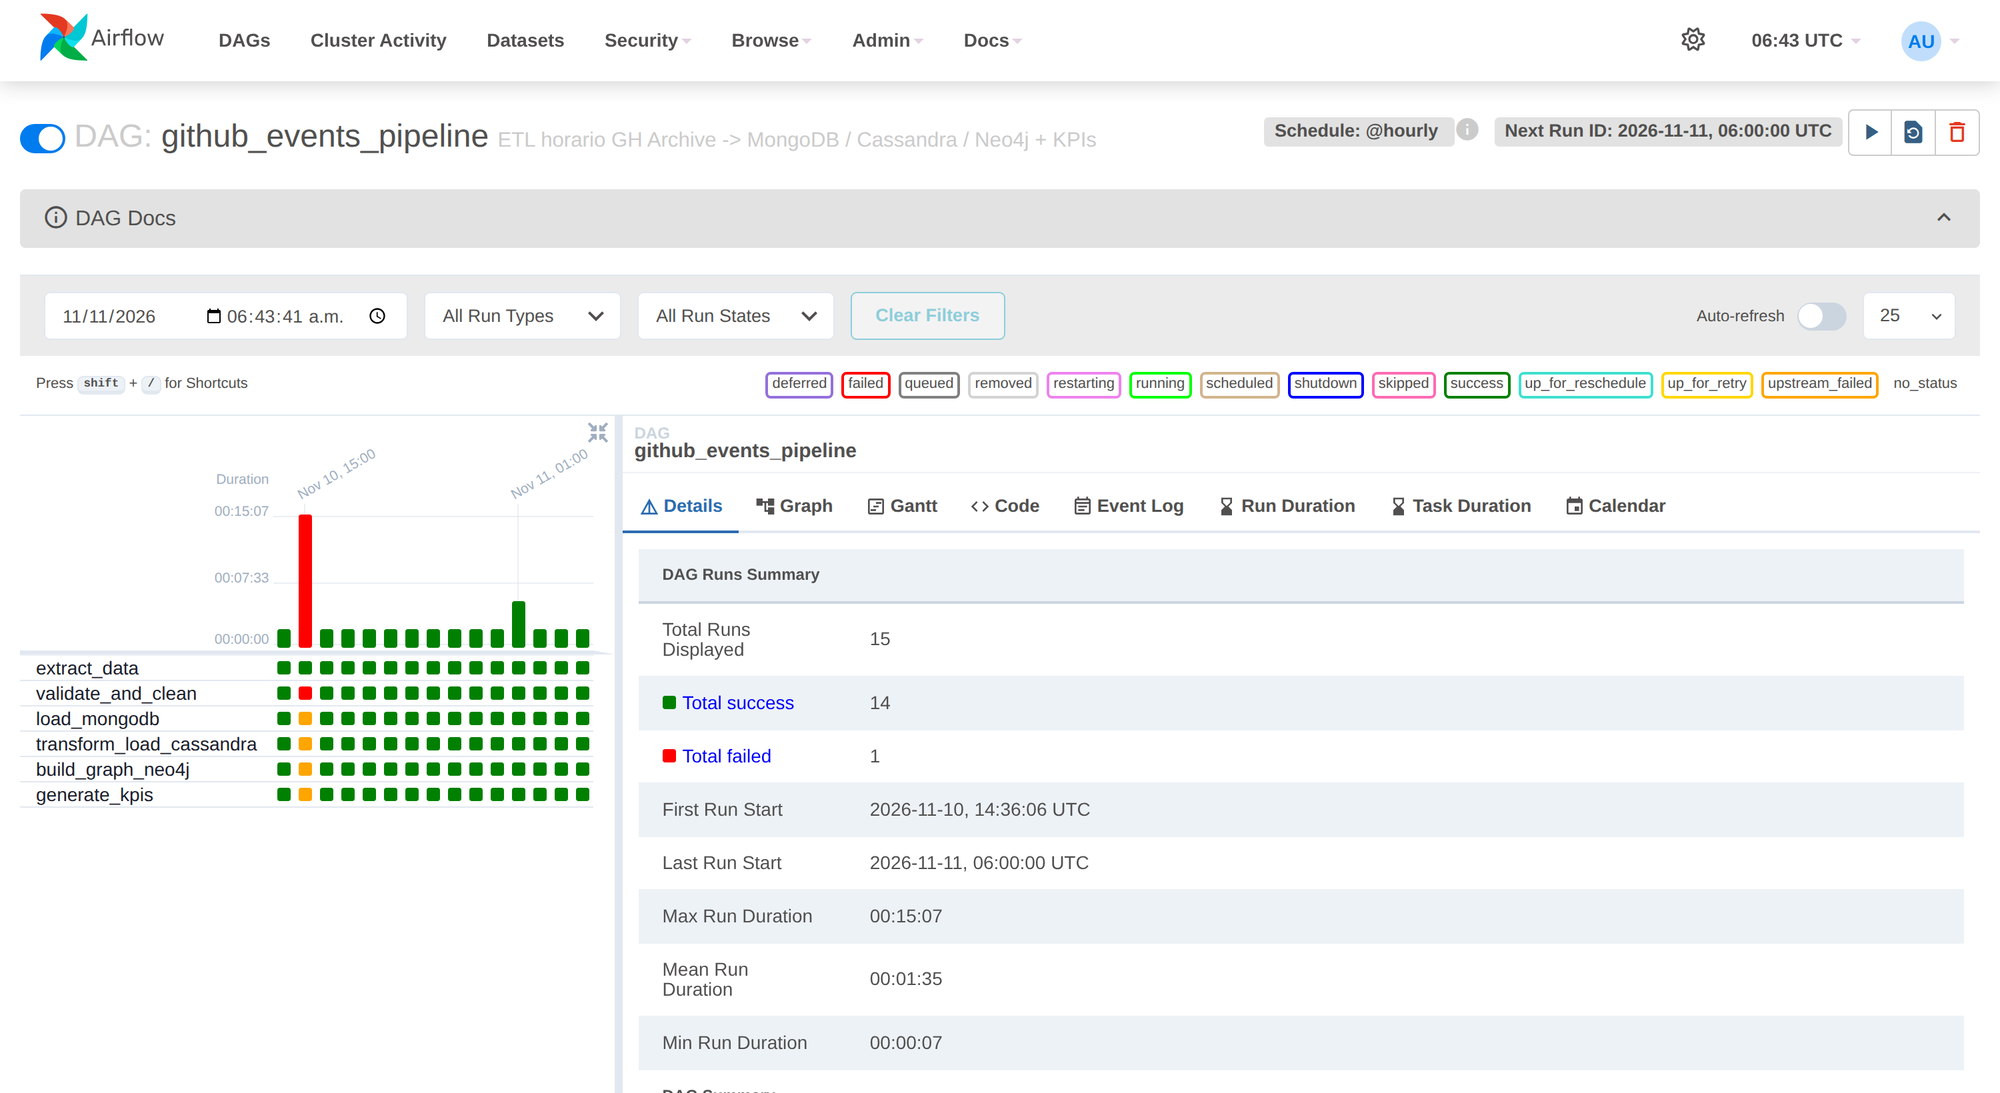 Airflow DAGs Cluster Activity Datasets Security Browse Admin Docs 06:43 UTC AU
DAG: github_events_pipeline ETL horario GH Archive -> MongoDB / Cassandra / Neo4j + KPIs Schedule: @hourly Next Run ID: 2026-11-11, 06:00:00 UTC
DAG Docs
11/11/2026 06:43:41 a.m. All Run Types All Run States Clear Filters Auto-refresh 25
Press shift + / for Shortcuts deferred failed queued removed restarting running scheduled shutdown skipped success up_for_reschedule up_for_retry upstream_failed no_status
Duration
Nov 10, 15:00
Nov 11, 01:00
00:15:07
00:07:33
00:00:00
extract_data
validate_and_clean
load_mongodb
transform_load_cassandra
build_graph_neo4j
generate_kpis
DAG
github_events_pipeline
Details Graph Gantt Code Event Log Run Duration Task Duration Calendar
DAG Runs Summary
Total Runs Displayed 15
Total success 14
Total failed 1
First Run Start 2026-11-10, 14:36:06 UTC
Last Run Start 2026-11-11, 06:00:00 UTC
Max Run Duration 00:15:07
Mean Run Duration 00:01:35
Min Run Duration 00:00:07
DAG Summary